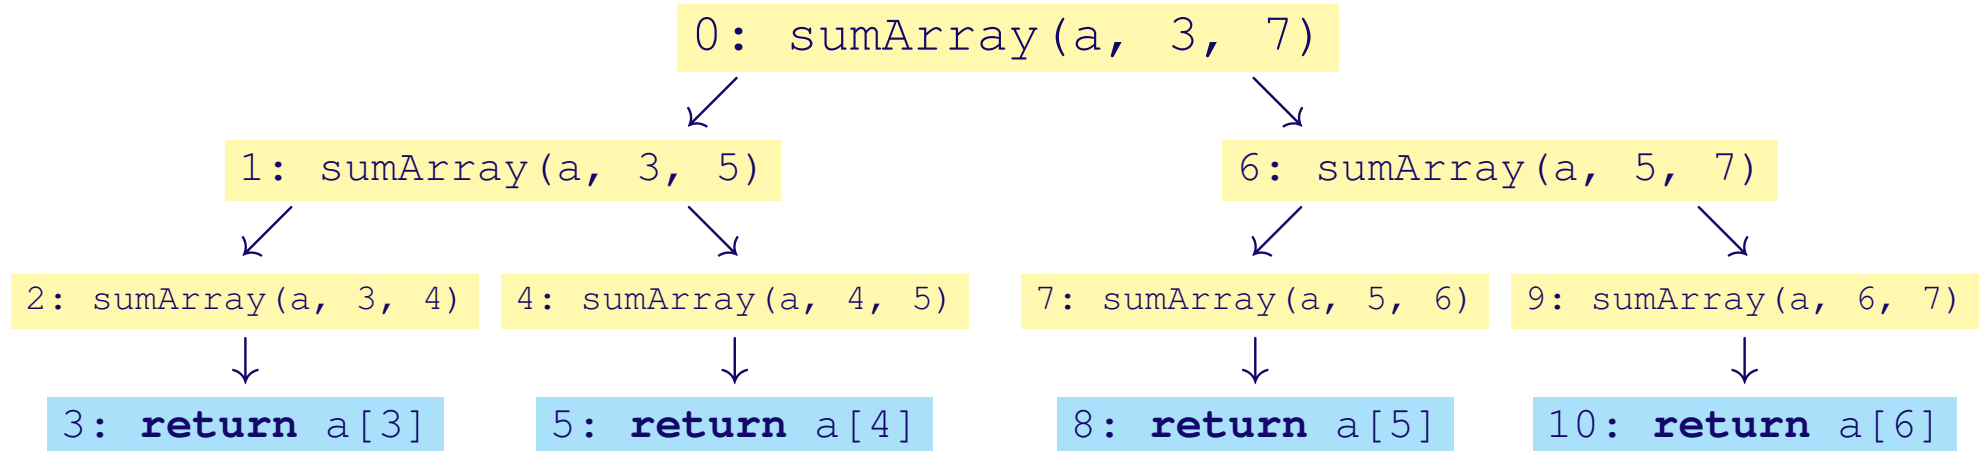 0: sumArray(a, 3, 7)
1: sumArray(a, 3, 5)
6: sumArray(a, 5, 7)
2: sumArray(a, 3, 4)
4: sumArray(a, 4, 5)
7: sumArray(a, 5, 6)
9: sumArray(a, 6, 7)
3: return a[3]
5: return a[4]
8: return a[5]
10: return a[6]